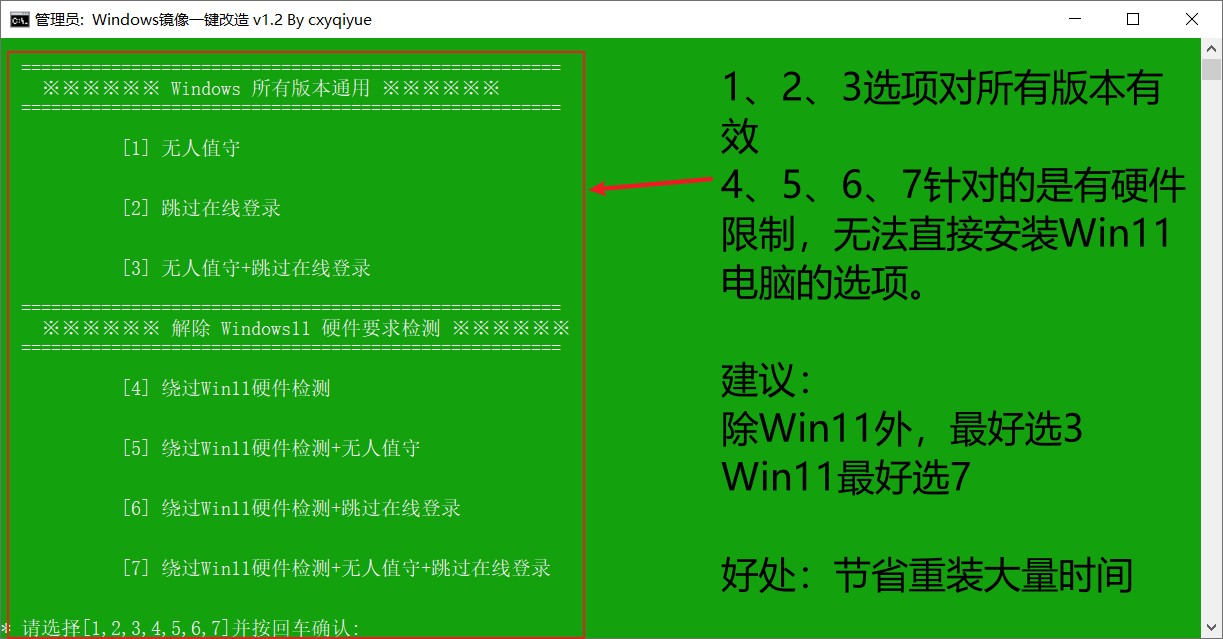 管理员: Windows镜像一键改造 v1.2 By cxyqiyue
==================================================
※※※※※※ Windows 所有版本通用 ※※※※※※
==================================================
[1] 无人值守
[2] 跳过在线登录
[3] 无人值守+跳过在线登录
==================================================
※※※※※※ 解除 Windows11 硬件要求检测 ※※※※※※
==================================================
[4] 绕过Win11硬件检测
[5] 绕过Win11硬件检测+无人值守
[6] 绕过Win11硬件检测+跳过在线登录
[7] 绕过Win11硬件检测+无人值守+跳过在线登录
* 请选择[1,2,3,4,5,6,7]并按回车确认:
1、2、3选项对所有版本有
效
4、5、6、7针对的是有硬件
限制，无法直接安装Win11
电脑的选项。
建议：
除Win11外，最好选3
Win11最好选7
好处：节省重装大量时间